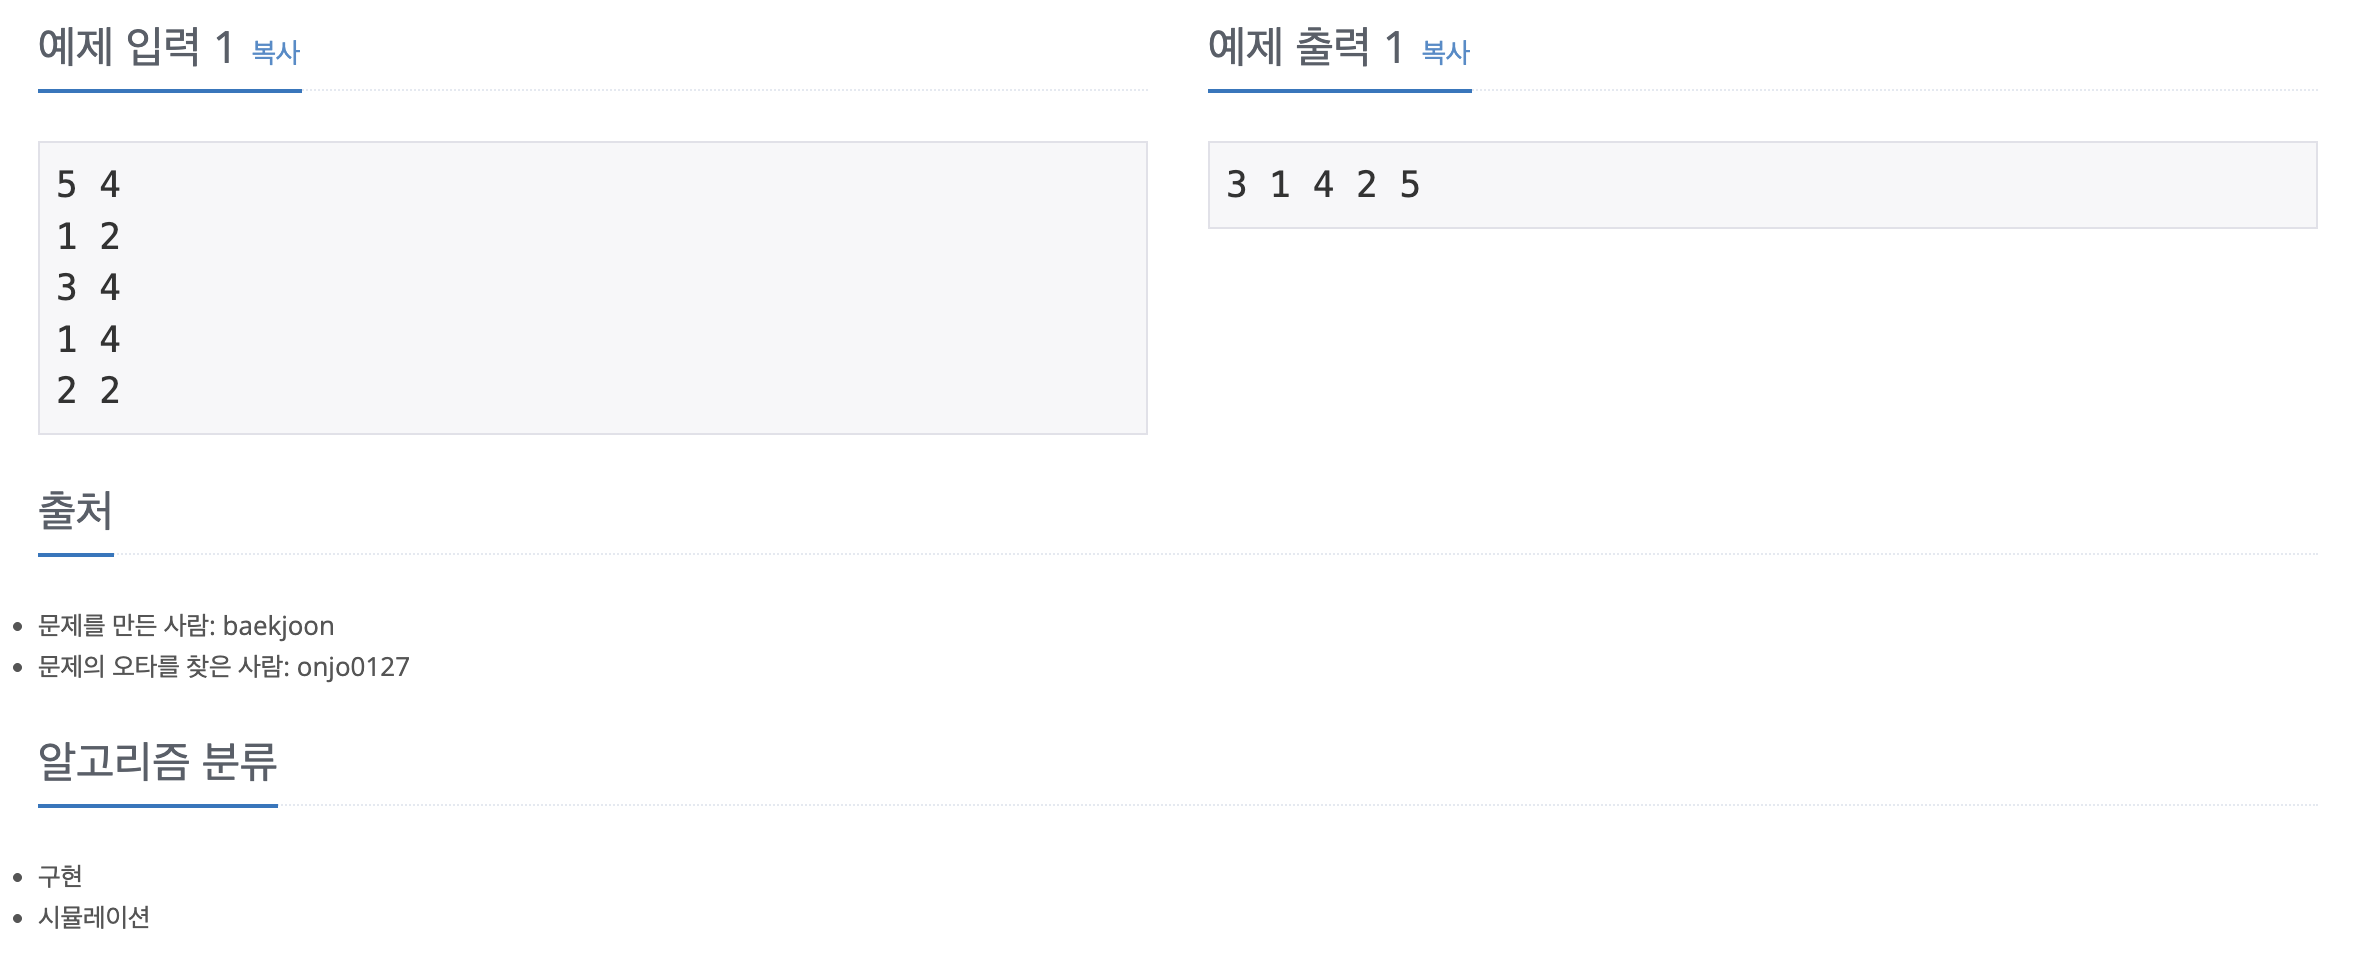 예제 입력 1 복사
5 4
1 2
3 4
1 4
2 2
예제 출력 1 복사
3 1 4 2 5
출처
문제를 만든 사람: baekjoon
문제의 오타를 찾은 사람: onjo0127
알고리즘 분류
구현
시뮬레이션